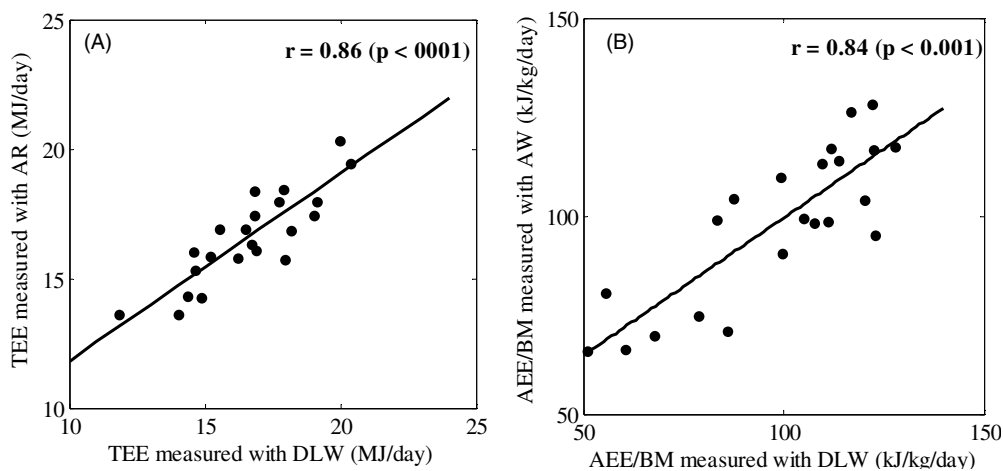 (A)
r = 0.86 (p < 0001)
25
20
15
10
TEE measured with AR (MJ/day)
10 15 20 25
TEE measured with DLW (MJ/day)
(B)
r = 0.84 (p < 0.001)
150
100
50
AEE/BM measured with AW (kJ/kg/day)
50 100 150
AEE/BM measured with DLW (kJ/kg/day)